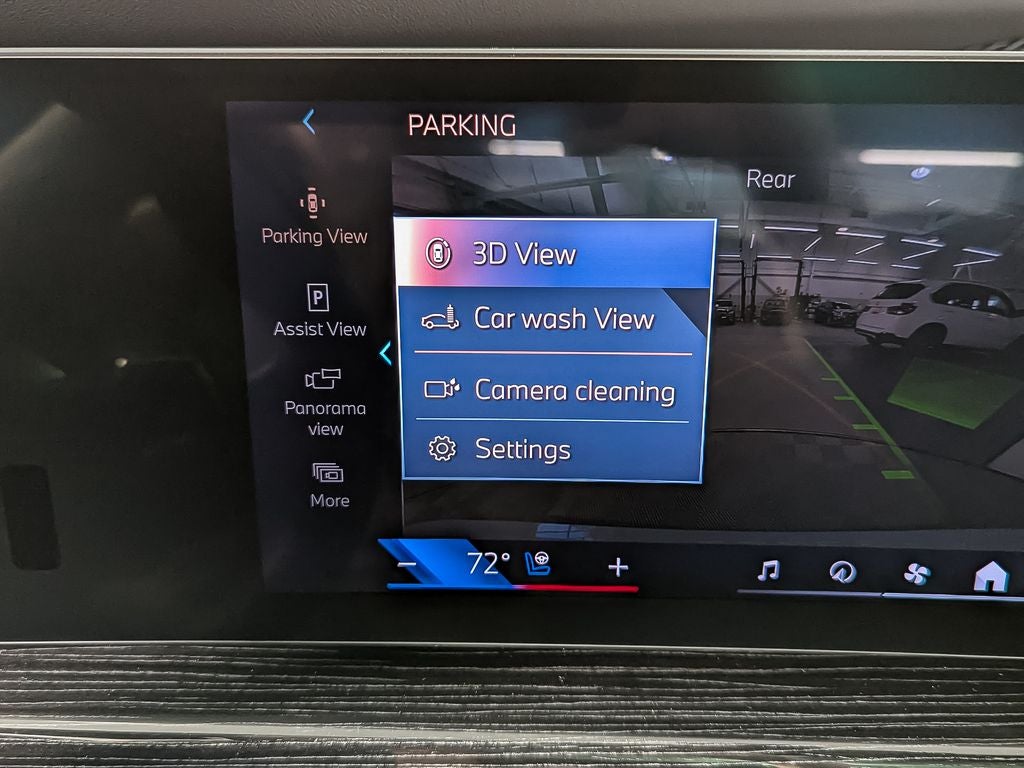 PARKING
Rear
Parking View
Assist View
Panorama
view
More
3D View
Car wash View
Camera cleaning
Settings
P
− 72° +